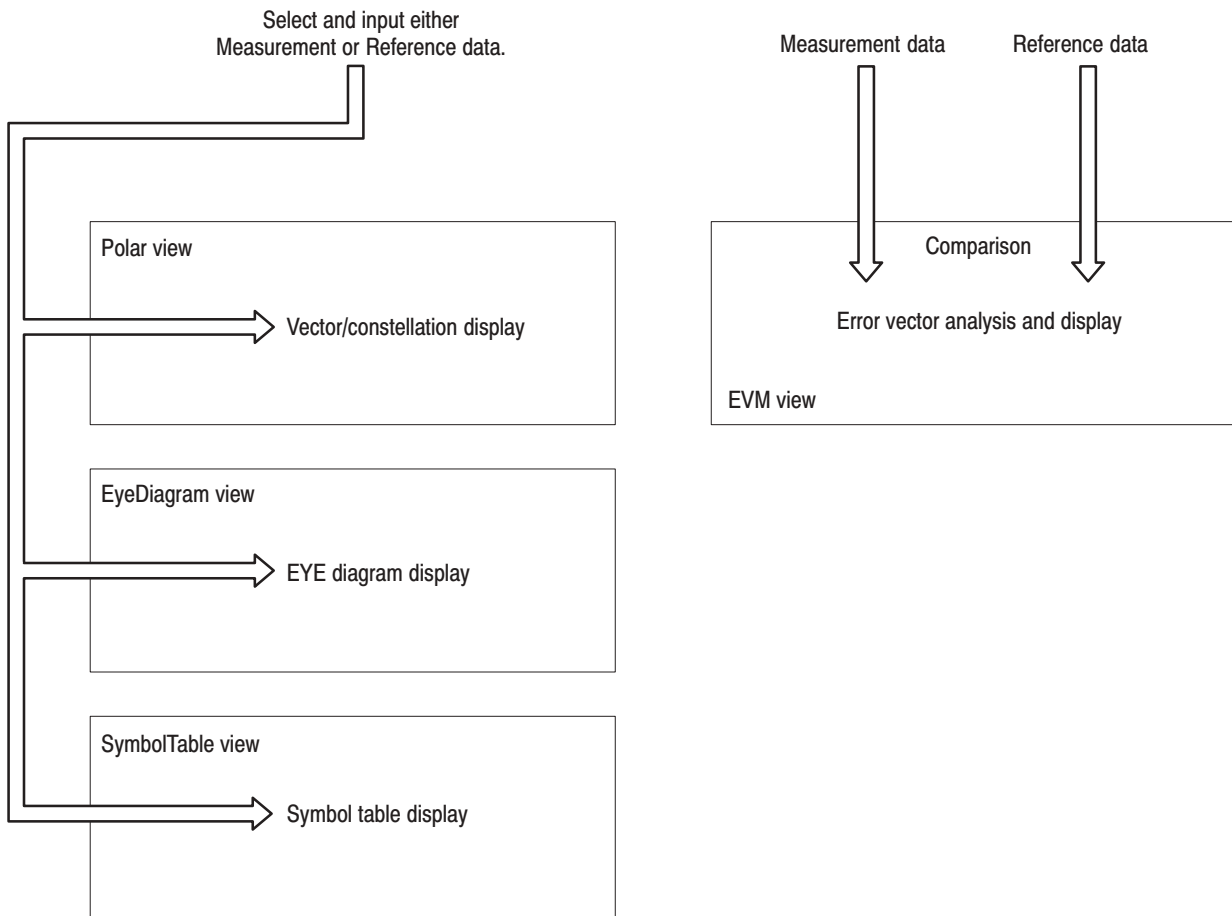 Select and input either
Measurement or Reference data.
Measurement data
Reference data
Polar view
Vector/constellation display
Comparison
Error vector analysis and display
EVM view
EyeDiagram view
EYE diagram display
SymbolTable view
Symbol table display